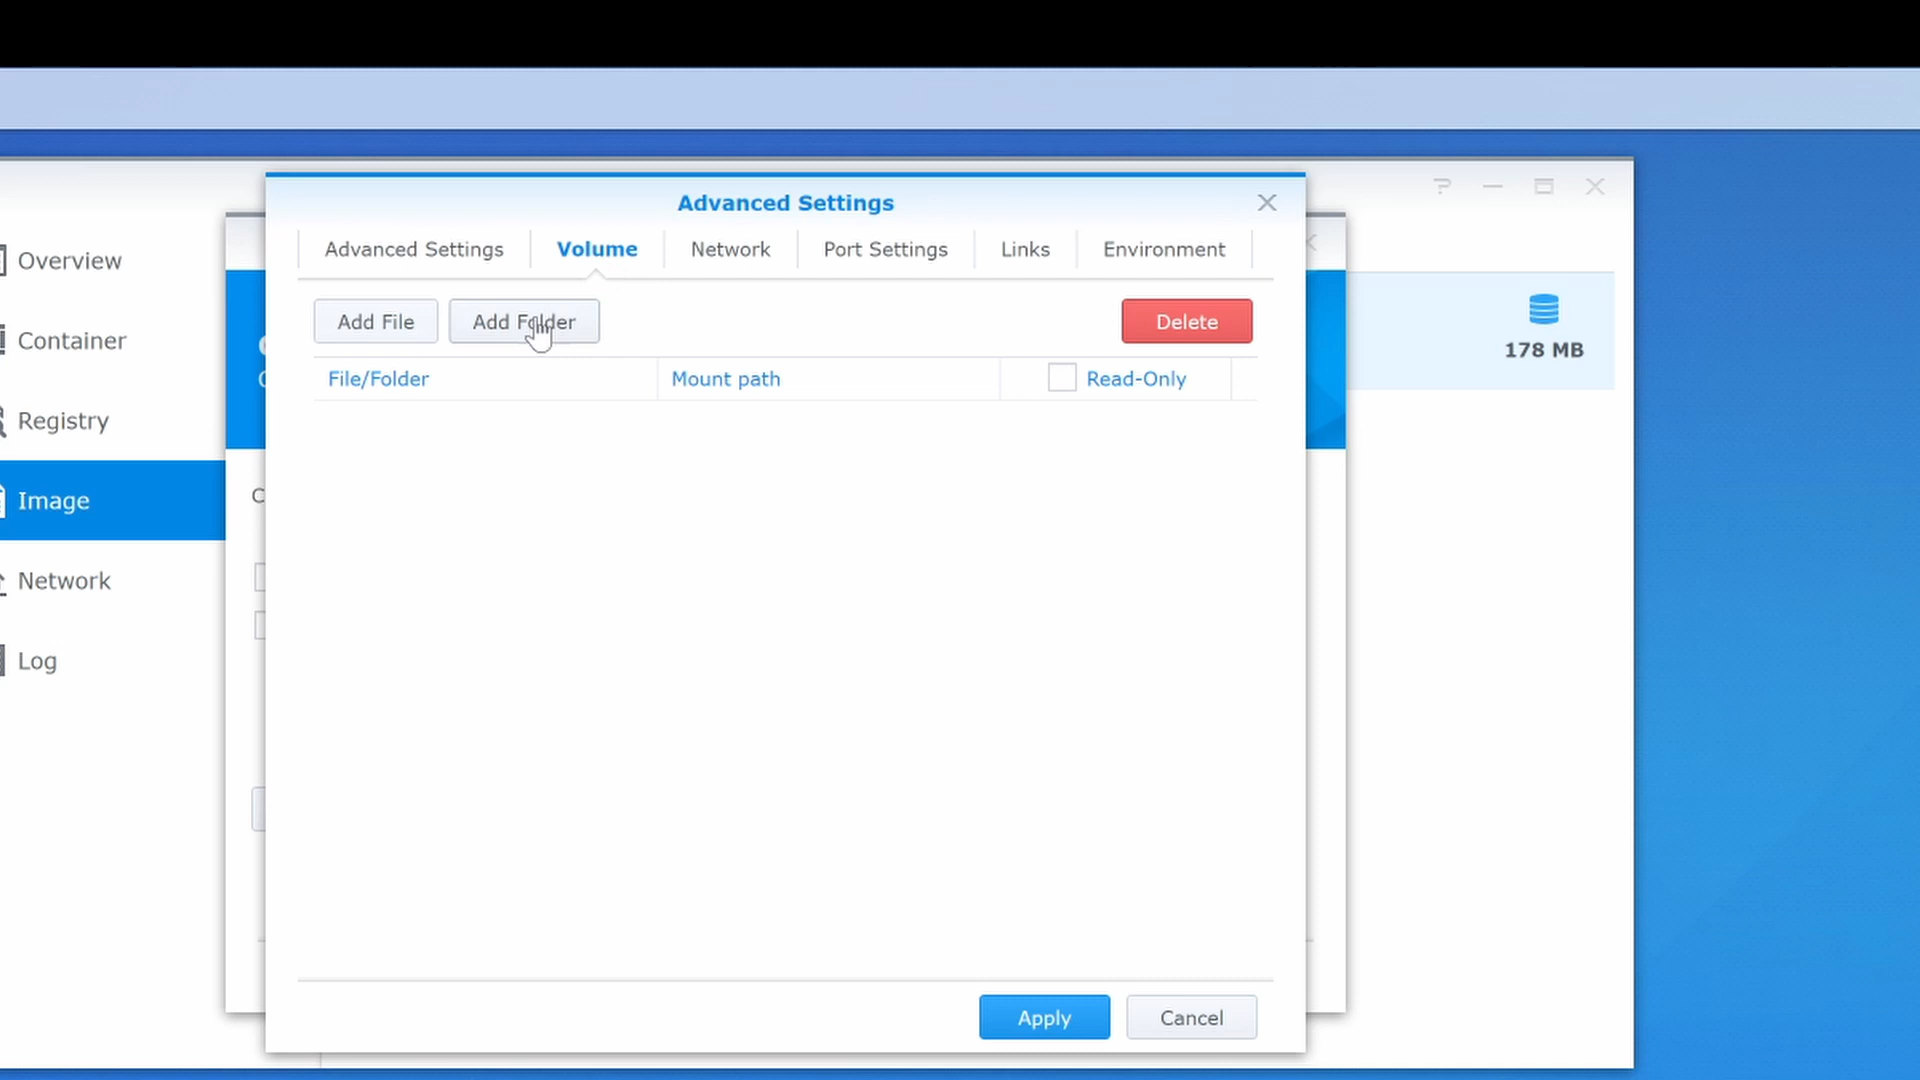 Advanced Settings
Advanced Settings
Volume
Network
Port Settings
Links
Environment
Add File
Add Folder
Delete
File/Folder
Mount path
Read-Only
Overview
Container
Registry
Image
Network
Log
178 MB
Apply
Cancel